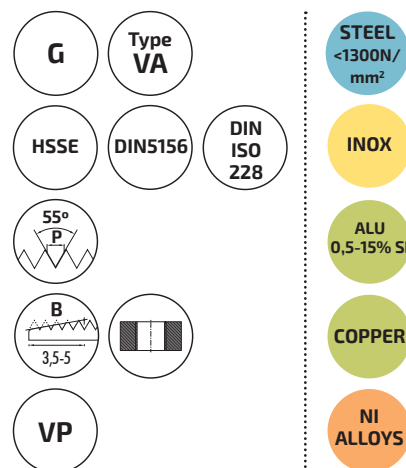 G
Type
VA
STEEL
<1300N/
mm²
HSSE
DIN5156
DIN
ISO
228
INOX
55º
P
ALU
0,5-15% SI
B
3,5-5
COPPER
VP
NI
ALLOYS